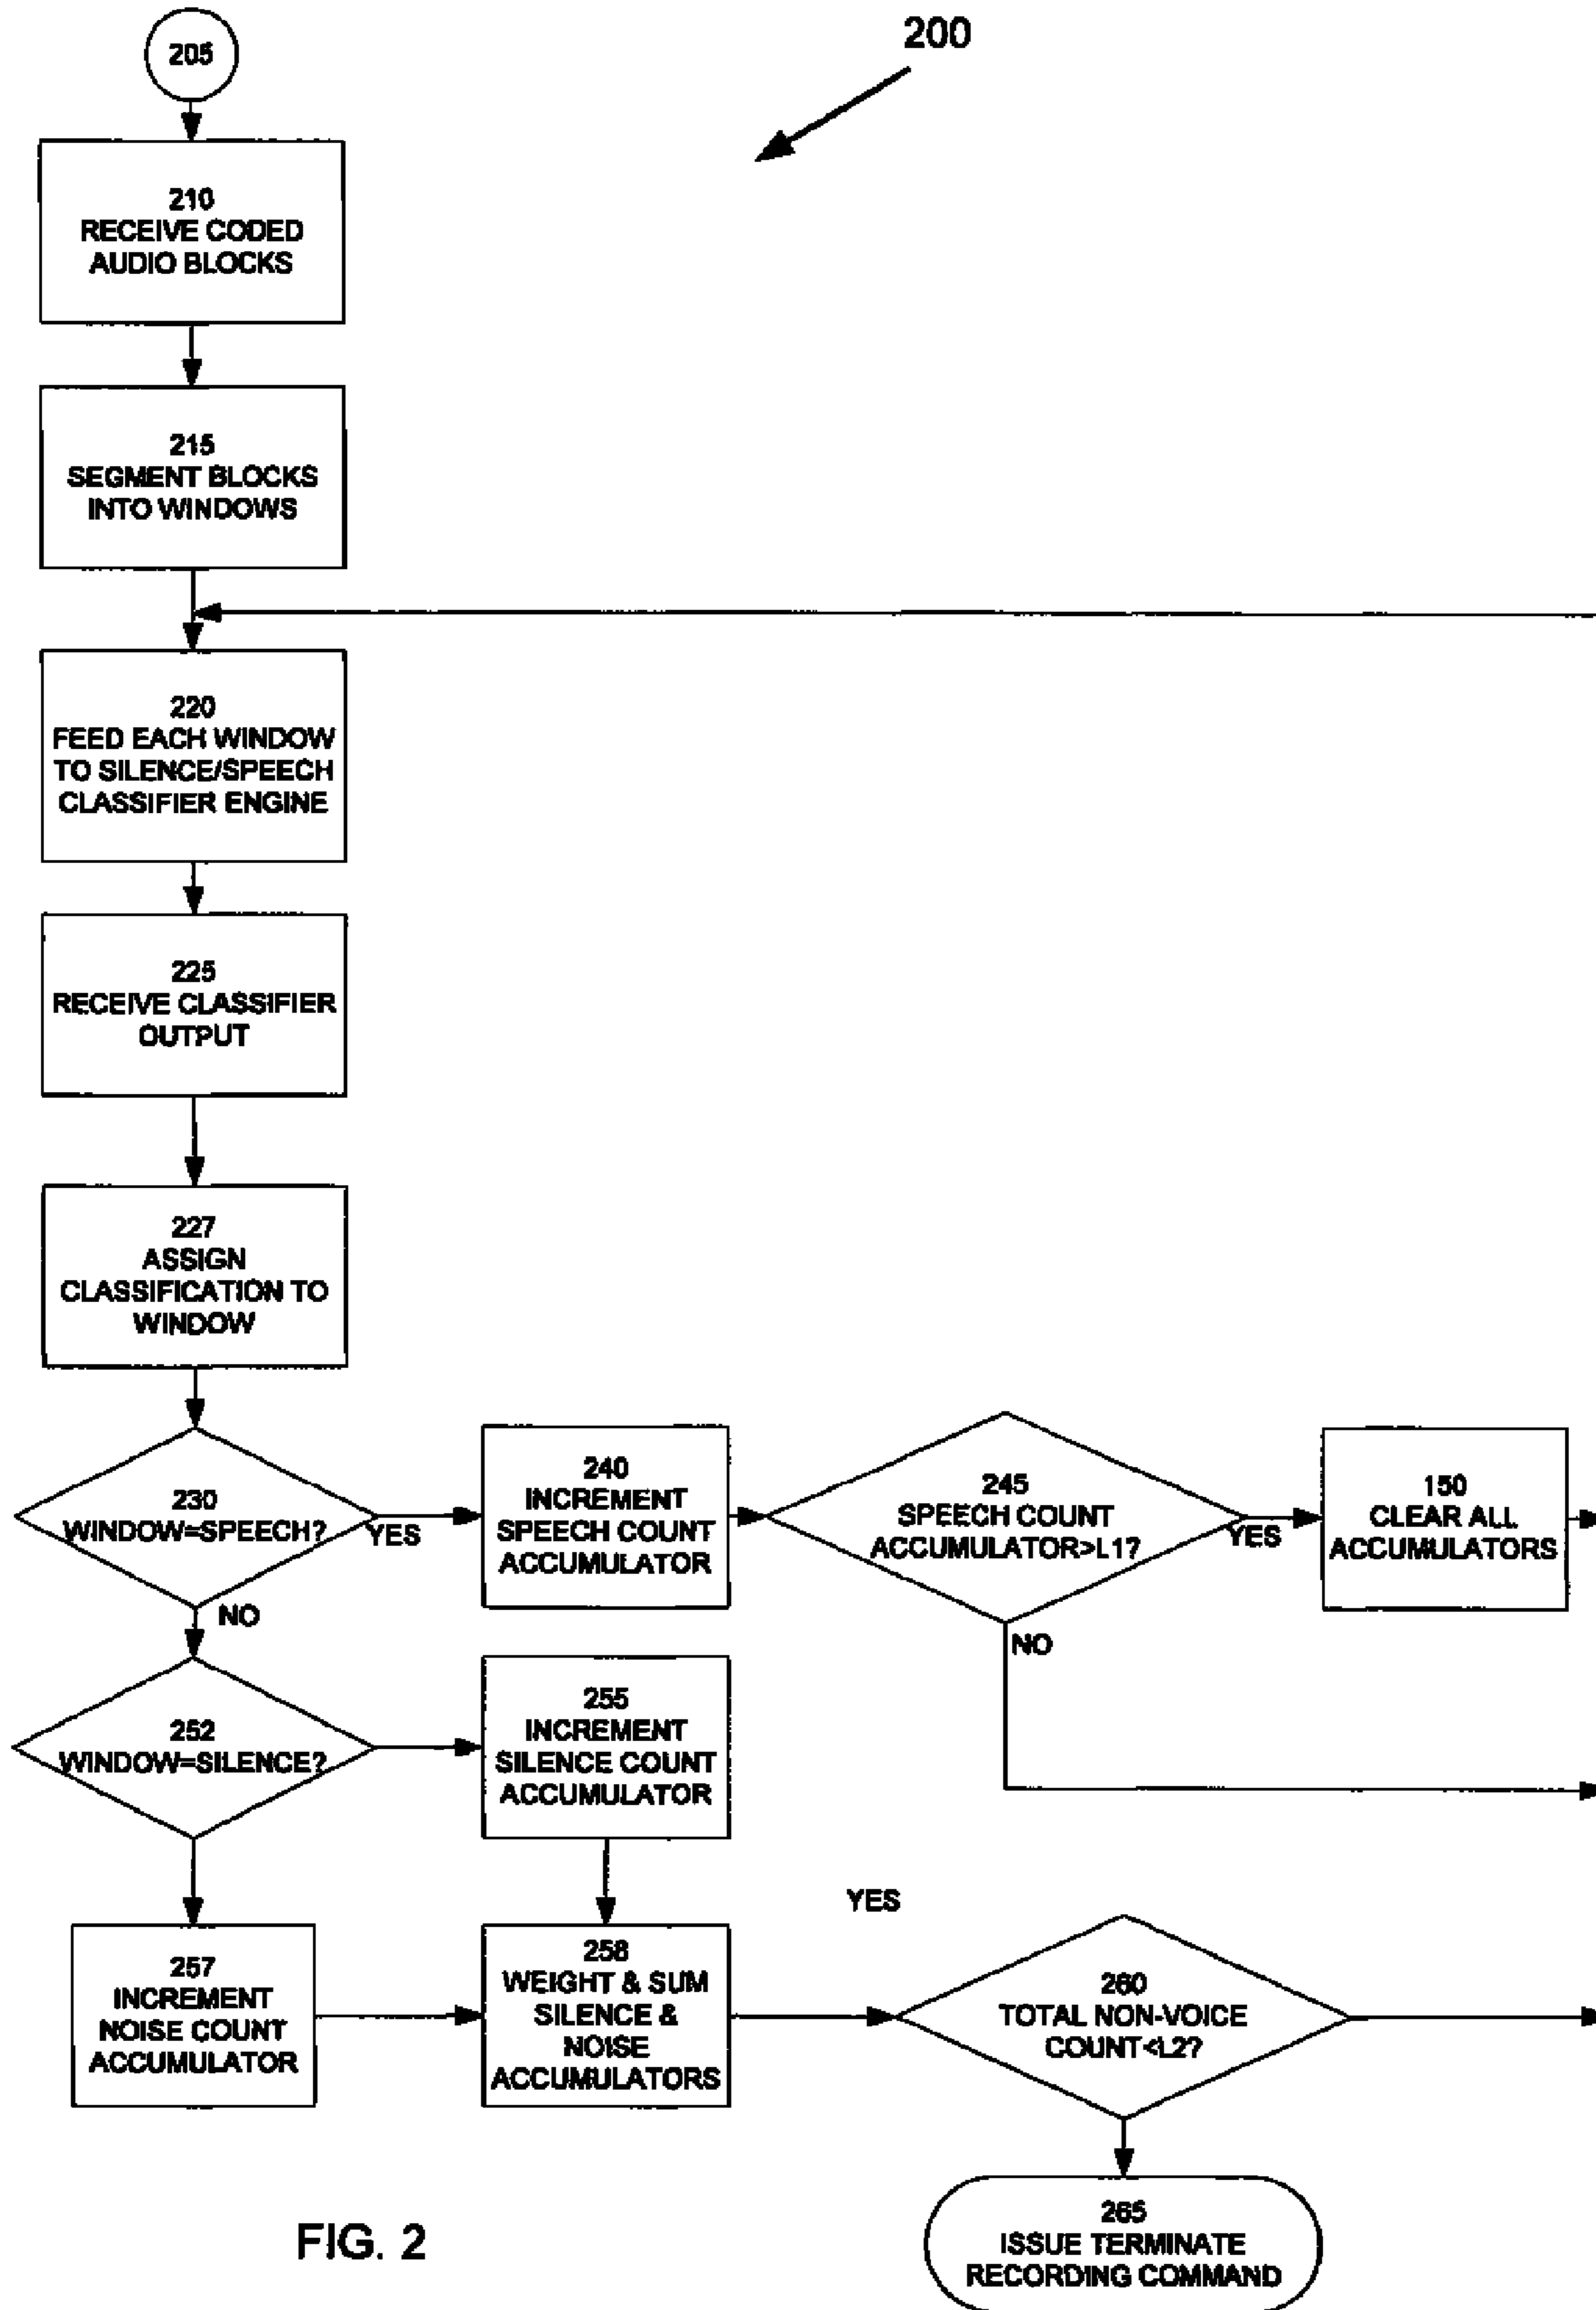 205
200
210
RECEIVE CODED
AUDIO BLOCKS
215
SEGMENT BLOCKS
INTO WINDOWS
220
FEED EACH WINDOW
TO SILENCE/SPEECH
CLASSIFIER ENGINE
225
RECEIVE CLASSIFIER
OUTPUT
227
ASSIGN
CLASSIFICATION TO
WINDOW
230
WINDOW=SPEECH?
YES
NO
240
INCREMENT
SPEECH COUNT
ACCUMULATOR
245
SPEECH COUNT
ACCUMULATOR>L1?
YES
NO
150
CLEAR ALL
ACCUMULATORS
252
WINDOW=SILENCE?
255
INCREMENT
SILENCE COUNT
ACCUMULATOR
257
INCREMENT
NOISE COUNT
ACCUMULATOR
258
WEIGHT & SUM
SILENCE &
NOISE
ACCUMULATORS
YES
260
TOTAL NON-VOICE
COUNT<L2?
265
ISSUE TERMINATE
RECORDING COMMAND
FIG. 2